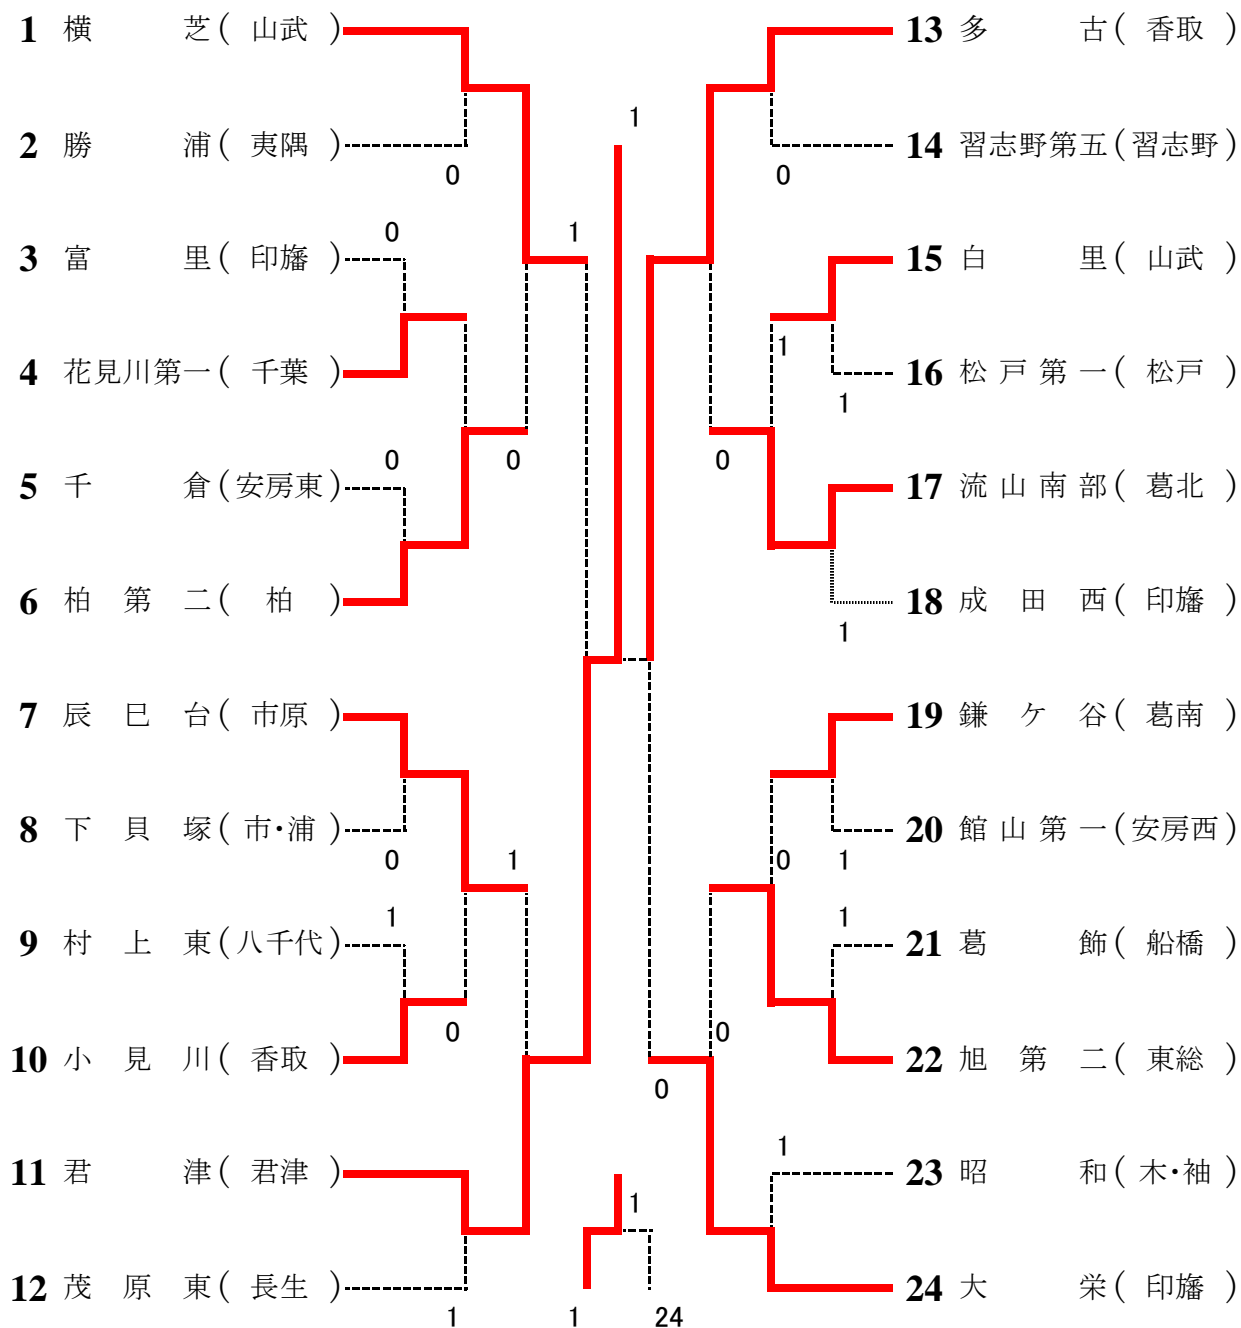 1 横芝(山武)
2 勝浦(夷隅)
0
0
3 富里(印旛)
1
4 花見川第一(千葉)
0
0
5 千倉(安房東)
6 柏第二(柏)
7 辰巳台(市原)
8 下貝塚(市・浦)
0
1
1
9 村上東(八千代)
0
10 小見川(香取)
11 君津(君津)
12 茂原東(長生)
1
1
1
1
24
13 多古(香取)
14 習志野第五(習志野)
0
15 白里(山武)
1
16 松戸第一(松戸)
1
0
17 流山南部(葛北)
18 成田西(印旛)
1
19 鎌ケ谷(葛南)
20 館山第一(安房西)
0
1
1
21 葛飾(船橋)
0
22 旭第二(東総)
0
1
23 昭和(木・袖)
24 大栄(印旛)